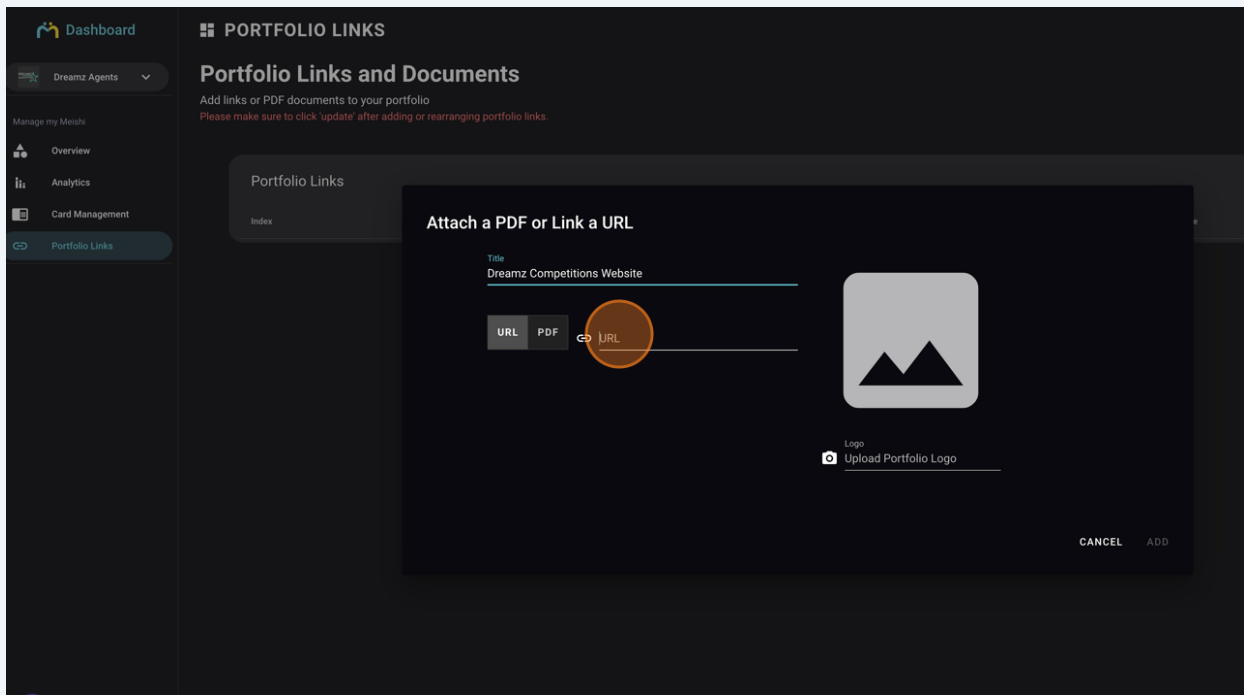 Dashboard
PORTFOLIO LINKS
Dreamz Agents
Portfolio Links and Documents
Add links or PDF documents to your portfolio
Please make sure to click 'update' after adding or rearranging portfolio links.
Manage my Meishi
Overview
Analytics
Card Management
Portfolio Links
Portfolio Links
Index
Attach a PDF or Link a URL
Title
Dreamz Competitions Website
URL PDF URL
Logo
Upload Portfolio Logo
CANCEL ADD